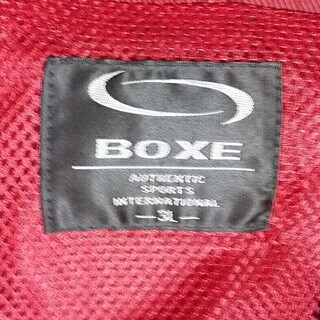 BOXE
AUTHENTIC
SPORTS
INTERNATIONAL
—3L—